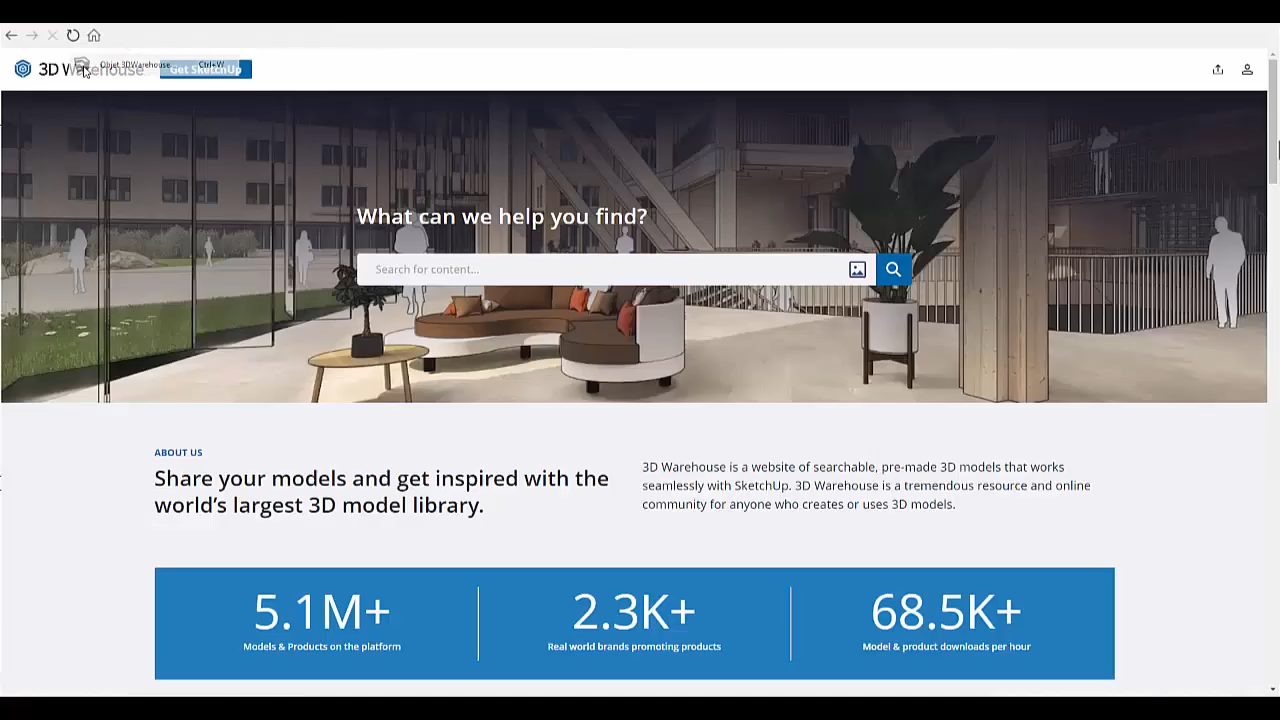 3D Warehouse
Objet 3DWarehouse... Ctrl+W
Get SketchUp
What can we help you find?
Search for content...
ABOUT US
Share your models and get inspired with the
world’s largest 3D model library.
3D Warehouse is a website of searchable, pre-made 3D models that works
seamlessly with SketchUp. 3D Warehouse is a tremendous resource and online
community for anyone who creates or uses 3D models.
5.1M+
Models & Products on the platform
2.3K+
Real world brands promoting products
68.5K+
Model & product downloads per hour